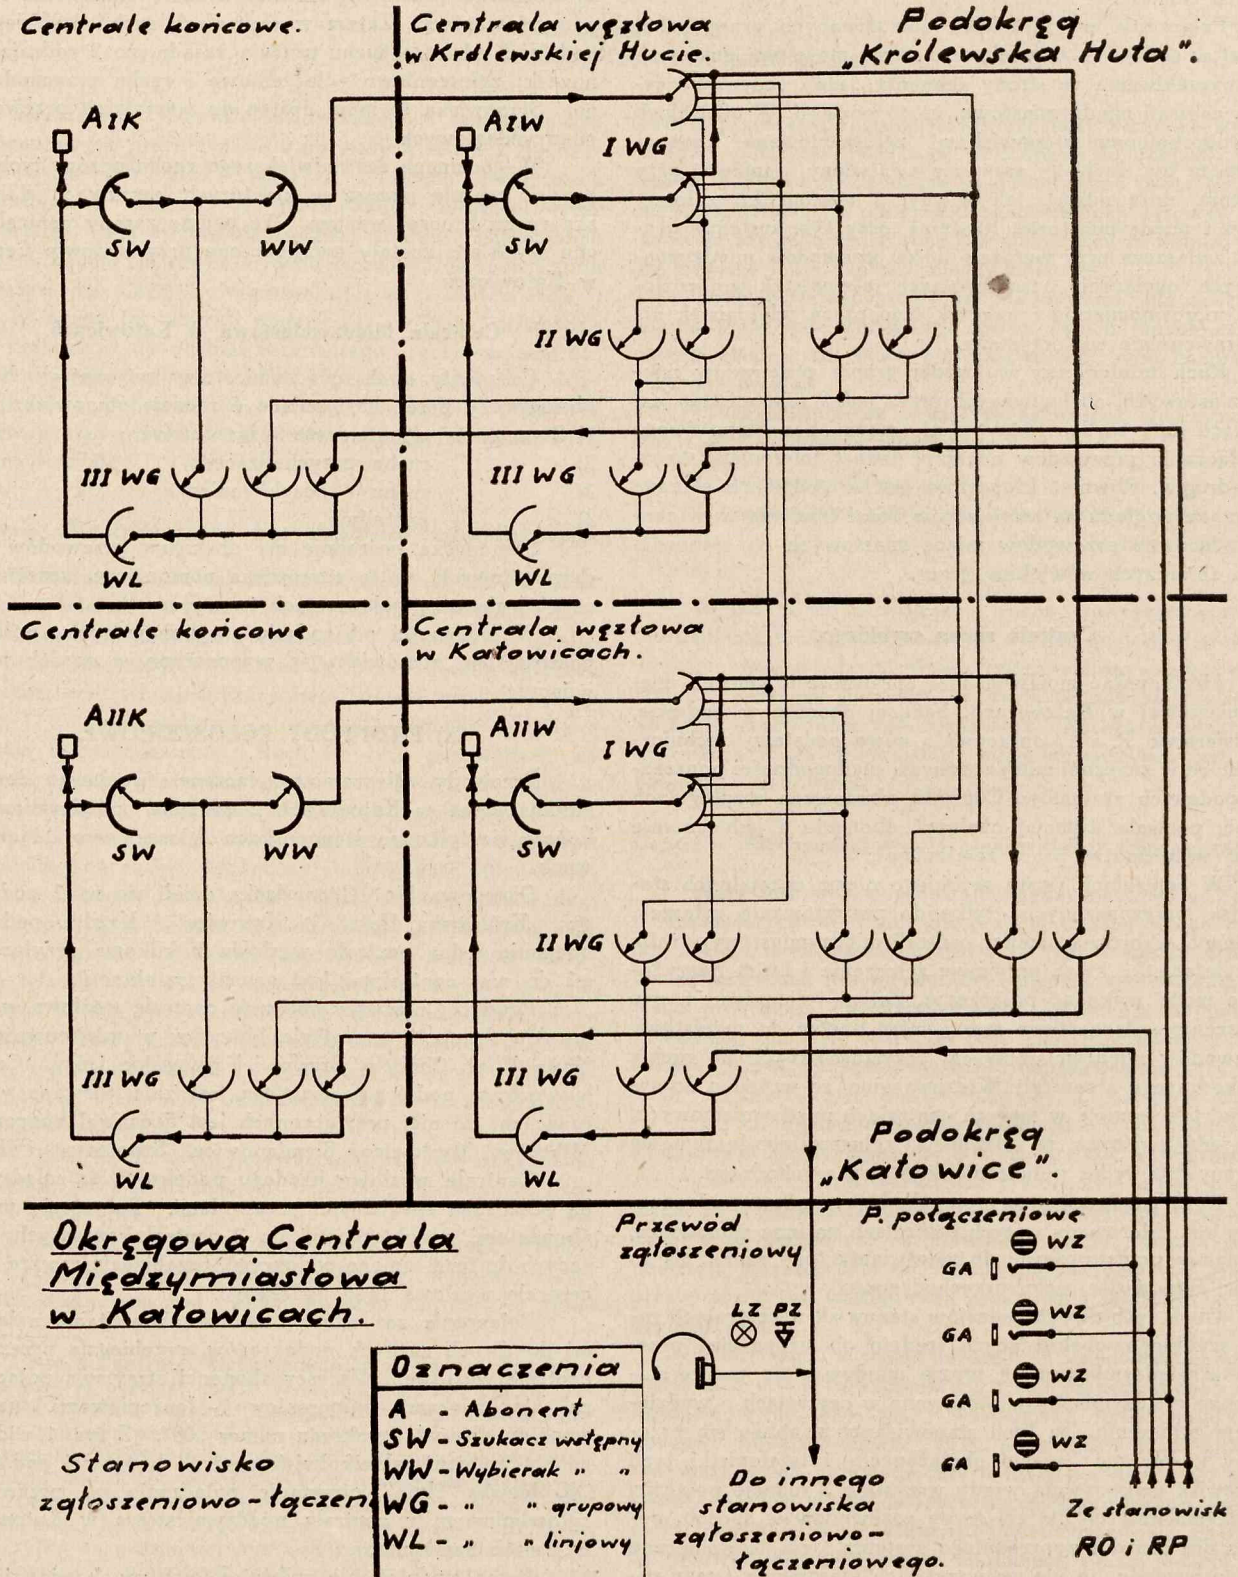 Centrale końcowe.
Centrala węzłowa
w Królewskiej Hucie.
Podokręg
„Królewska Huta”.
AIK
AIW
I WG
SW
WW
SW
II WG
III WG
III WG
WL
WL
Centrale końcowe
Centrala węzłowa
w Katowicach.
AIIK
AIIW
I WG
SW
WW
SW
II WG
III WG
III WG
WL
WL
Podokręg
„Katowice”.
Okręgowa Centrala
Międzymiastowa
w Katowicach.
Przewód
zgłoszeniowy
P. połączeniowe
WZ
GA
WZ
GA
WZ
GA
WZ
GA
LZ PZ
Oznaczenia
A - Abonent
SW - Szukacz wstępny
WW - Wybierak „ „
WG - „ „ grupowy
WL - „ „ linjowy
Stanowisko
zgłoszeniowo-łączeni
Do innego
stanowiska
zgłoszeniowo-
łączeniowego.
Ze stanowisk
RO i RP